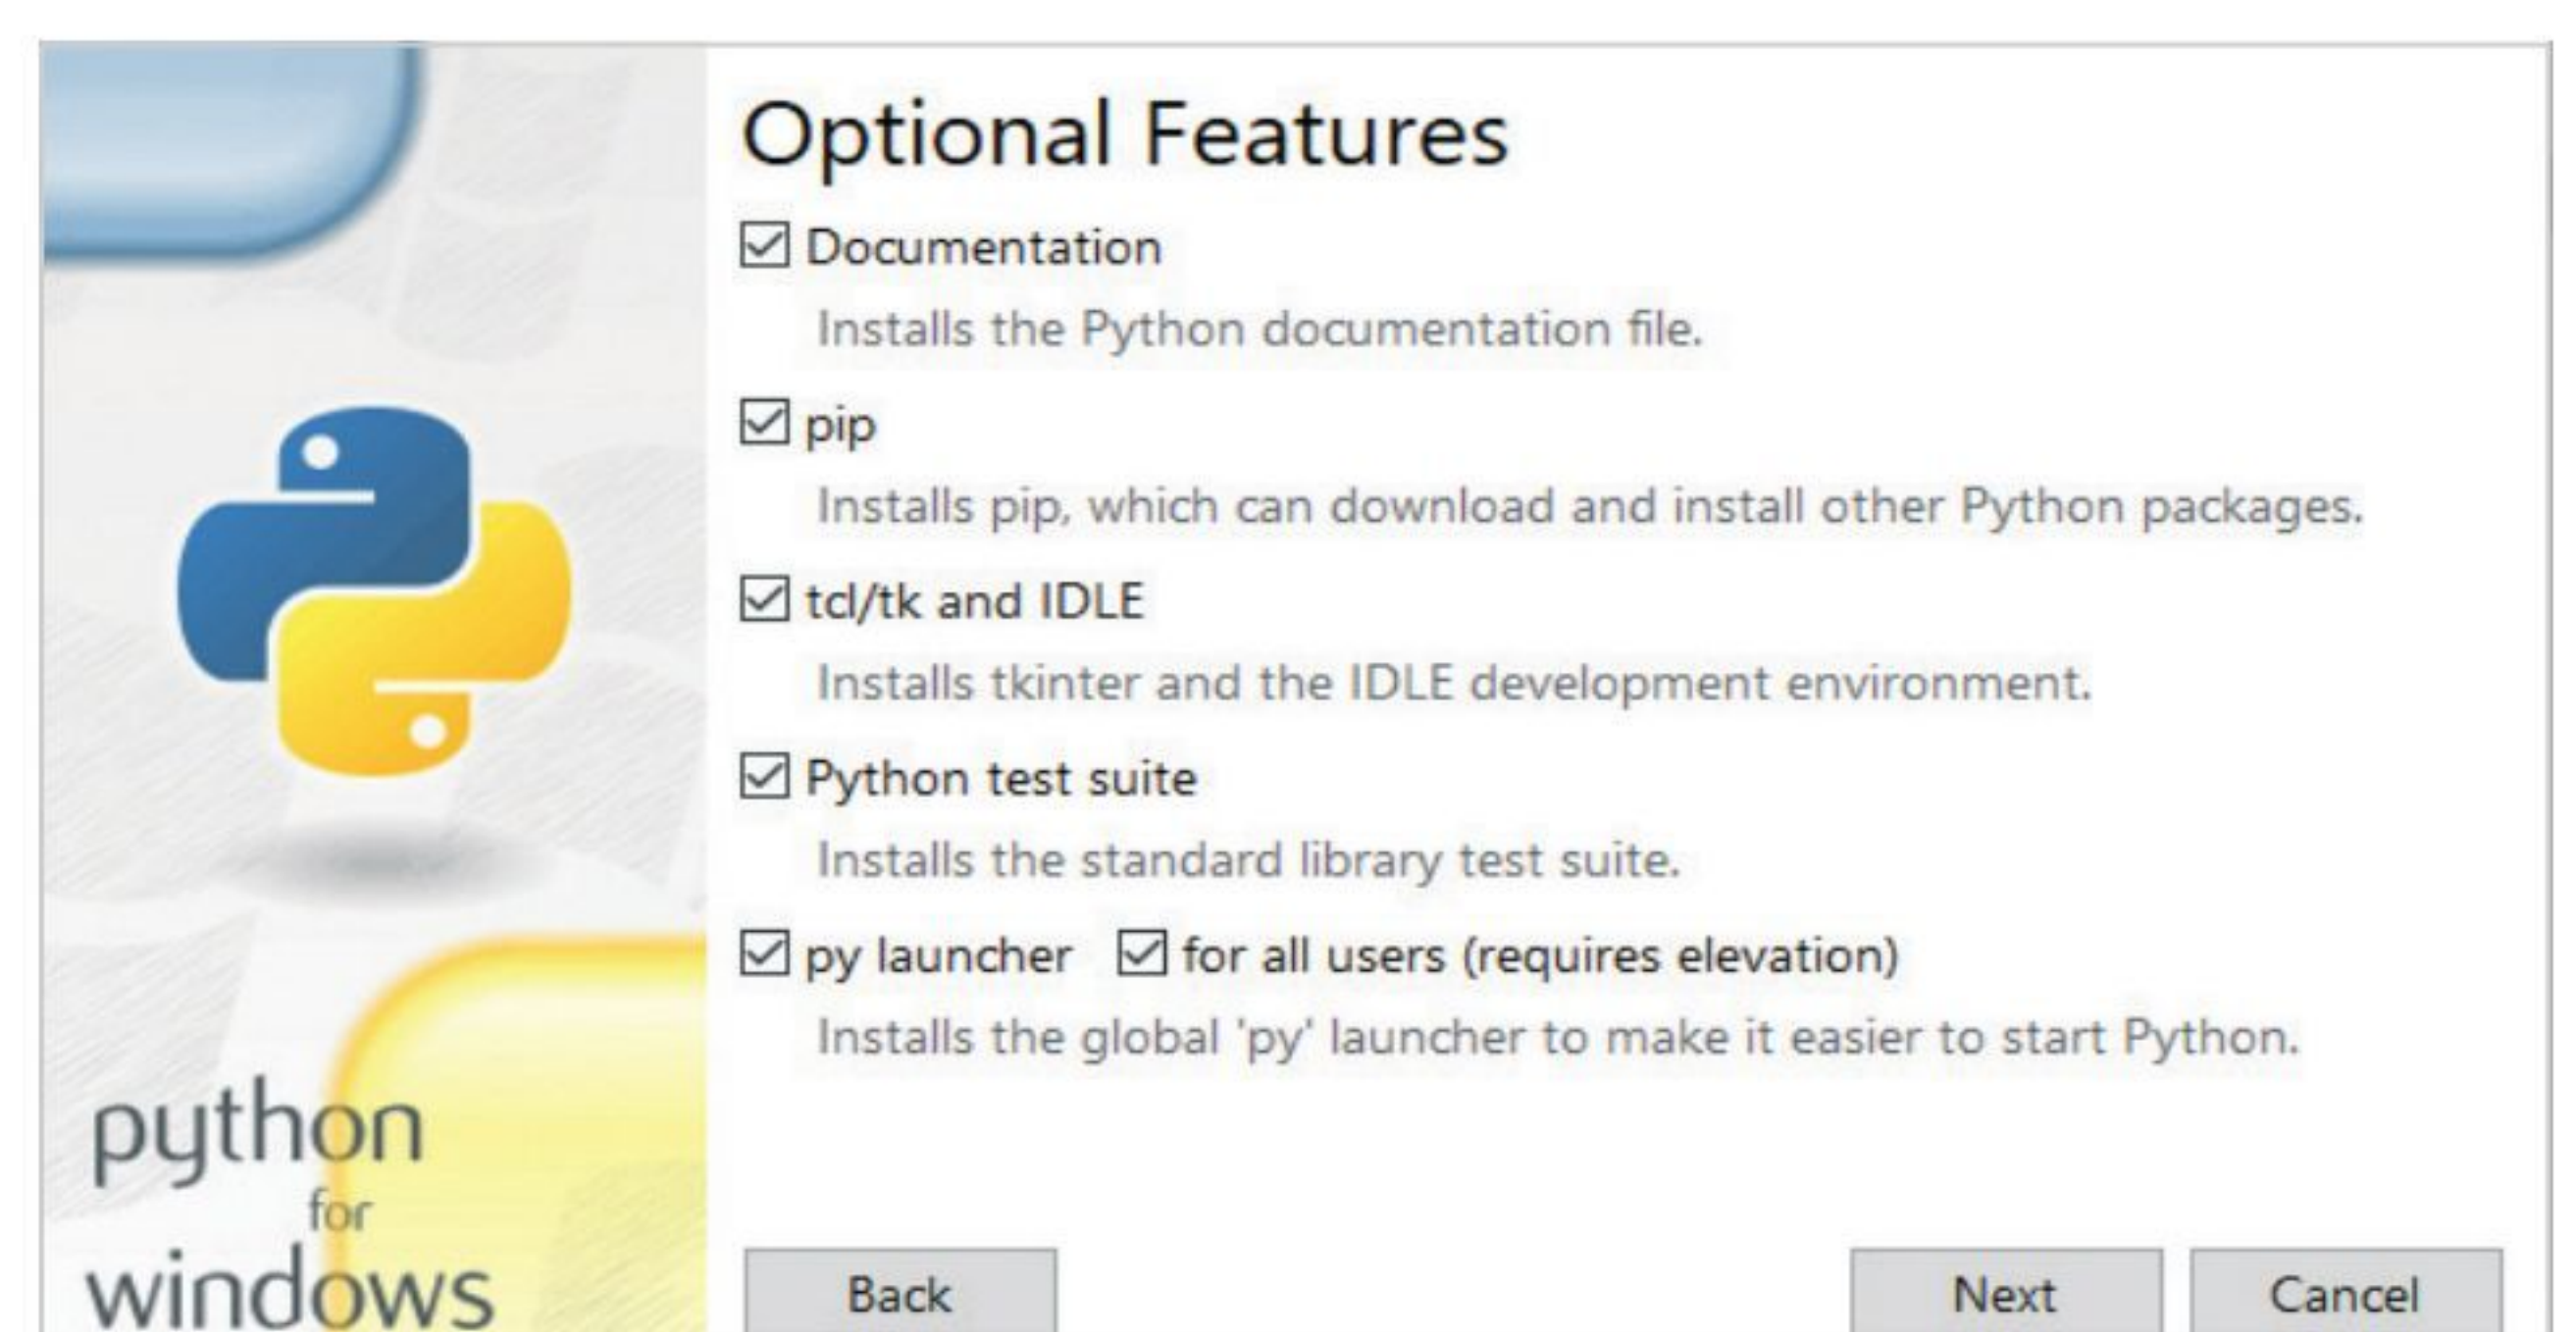 Optional Features
Documentation
Installs the Python documentation file.
pip
Installs pip, which can download and install other Python packages.
tcl/tk and IDLE
Installs tkinter and the IDLE development environment.
Python test suite
Installs the standard library test suite.
py launcher for all users (requires elevation)
Installs the global 'py' launcher to make it easier to start Python.
python
for
windows
Back Next Cancel